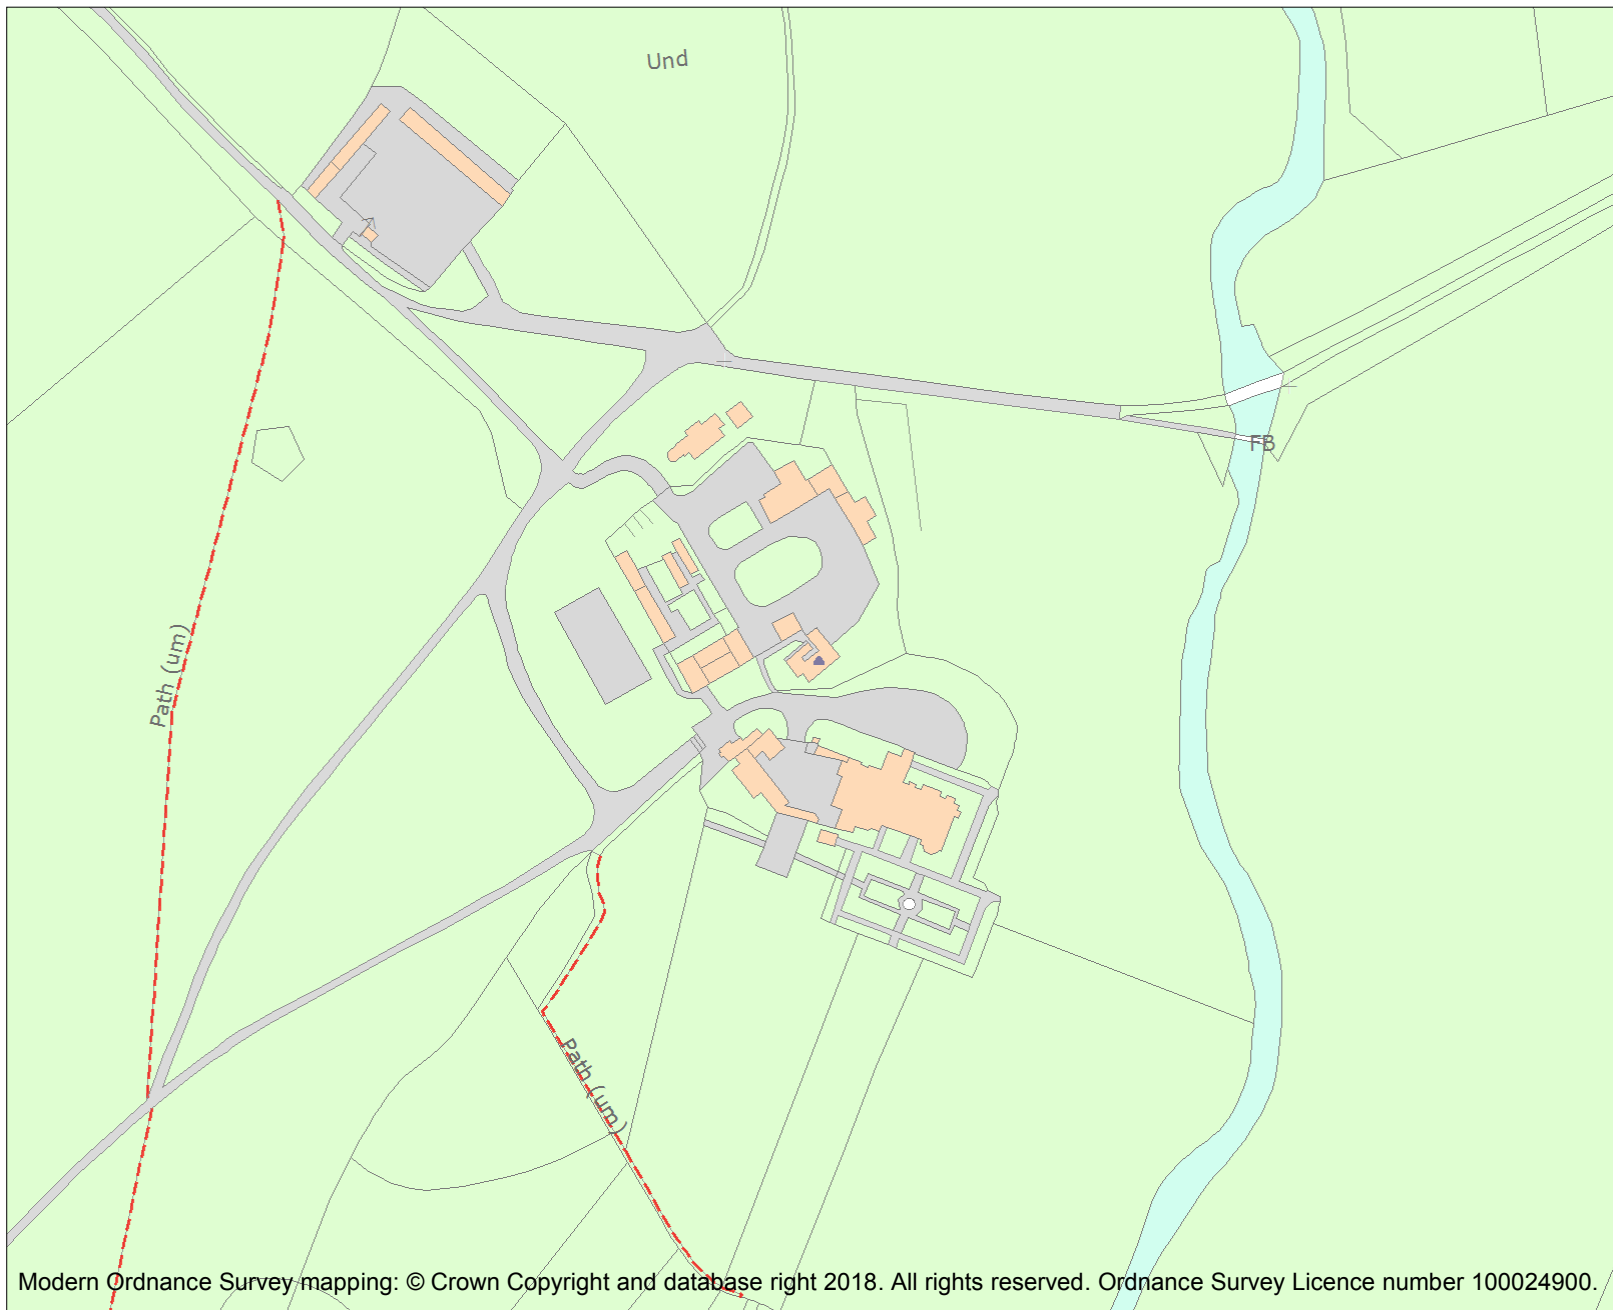 Und
FB
Path (um)
Path (um)
Modern Ordnance Survey mapping: © Crown Copyright and database right 2018. All rights reserved. Ordnance Survey Licence number 100024900.